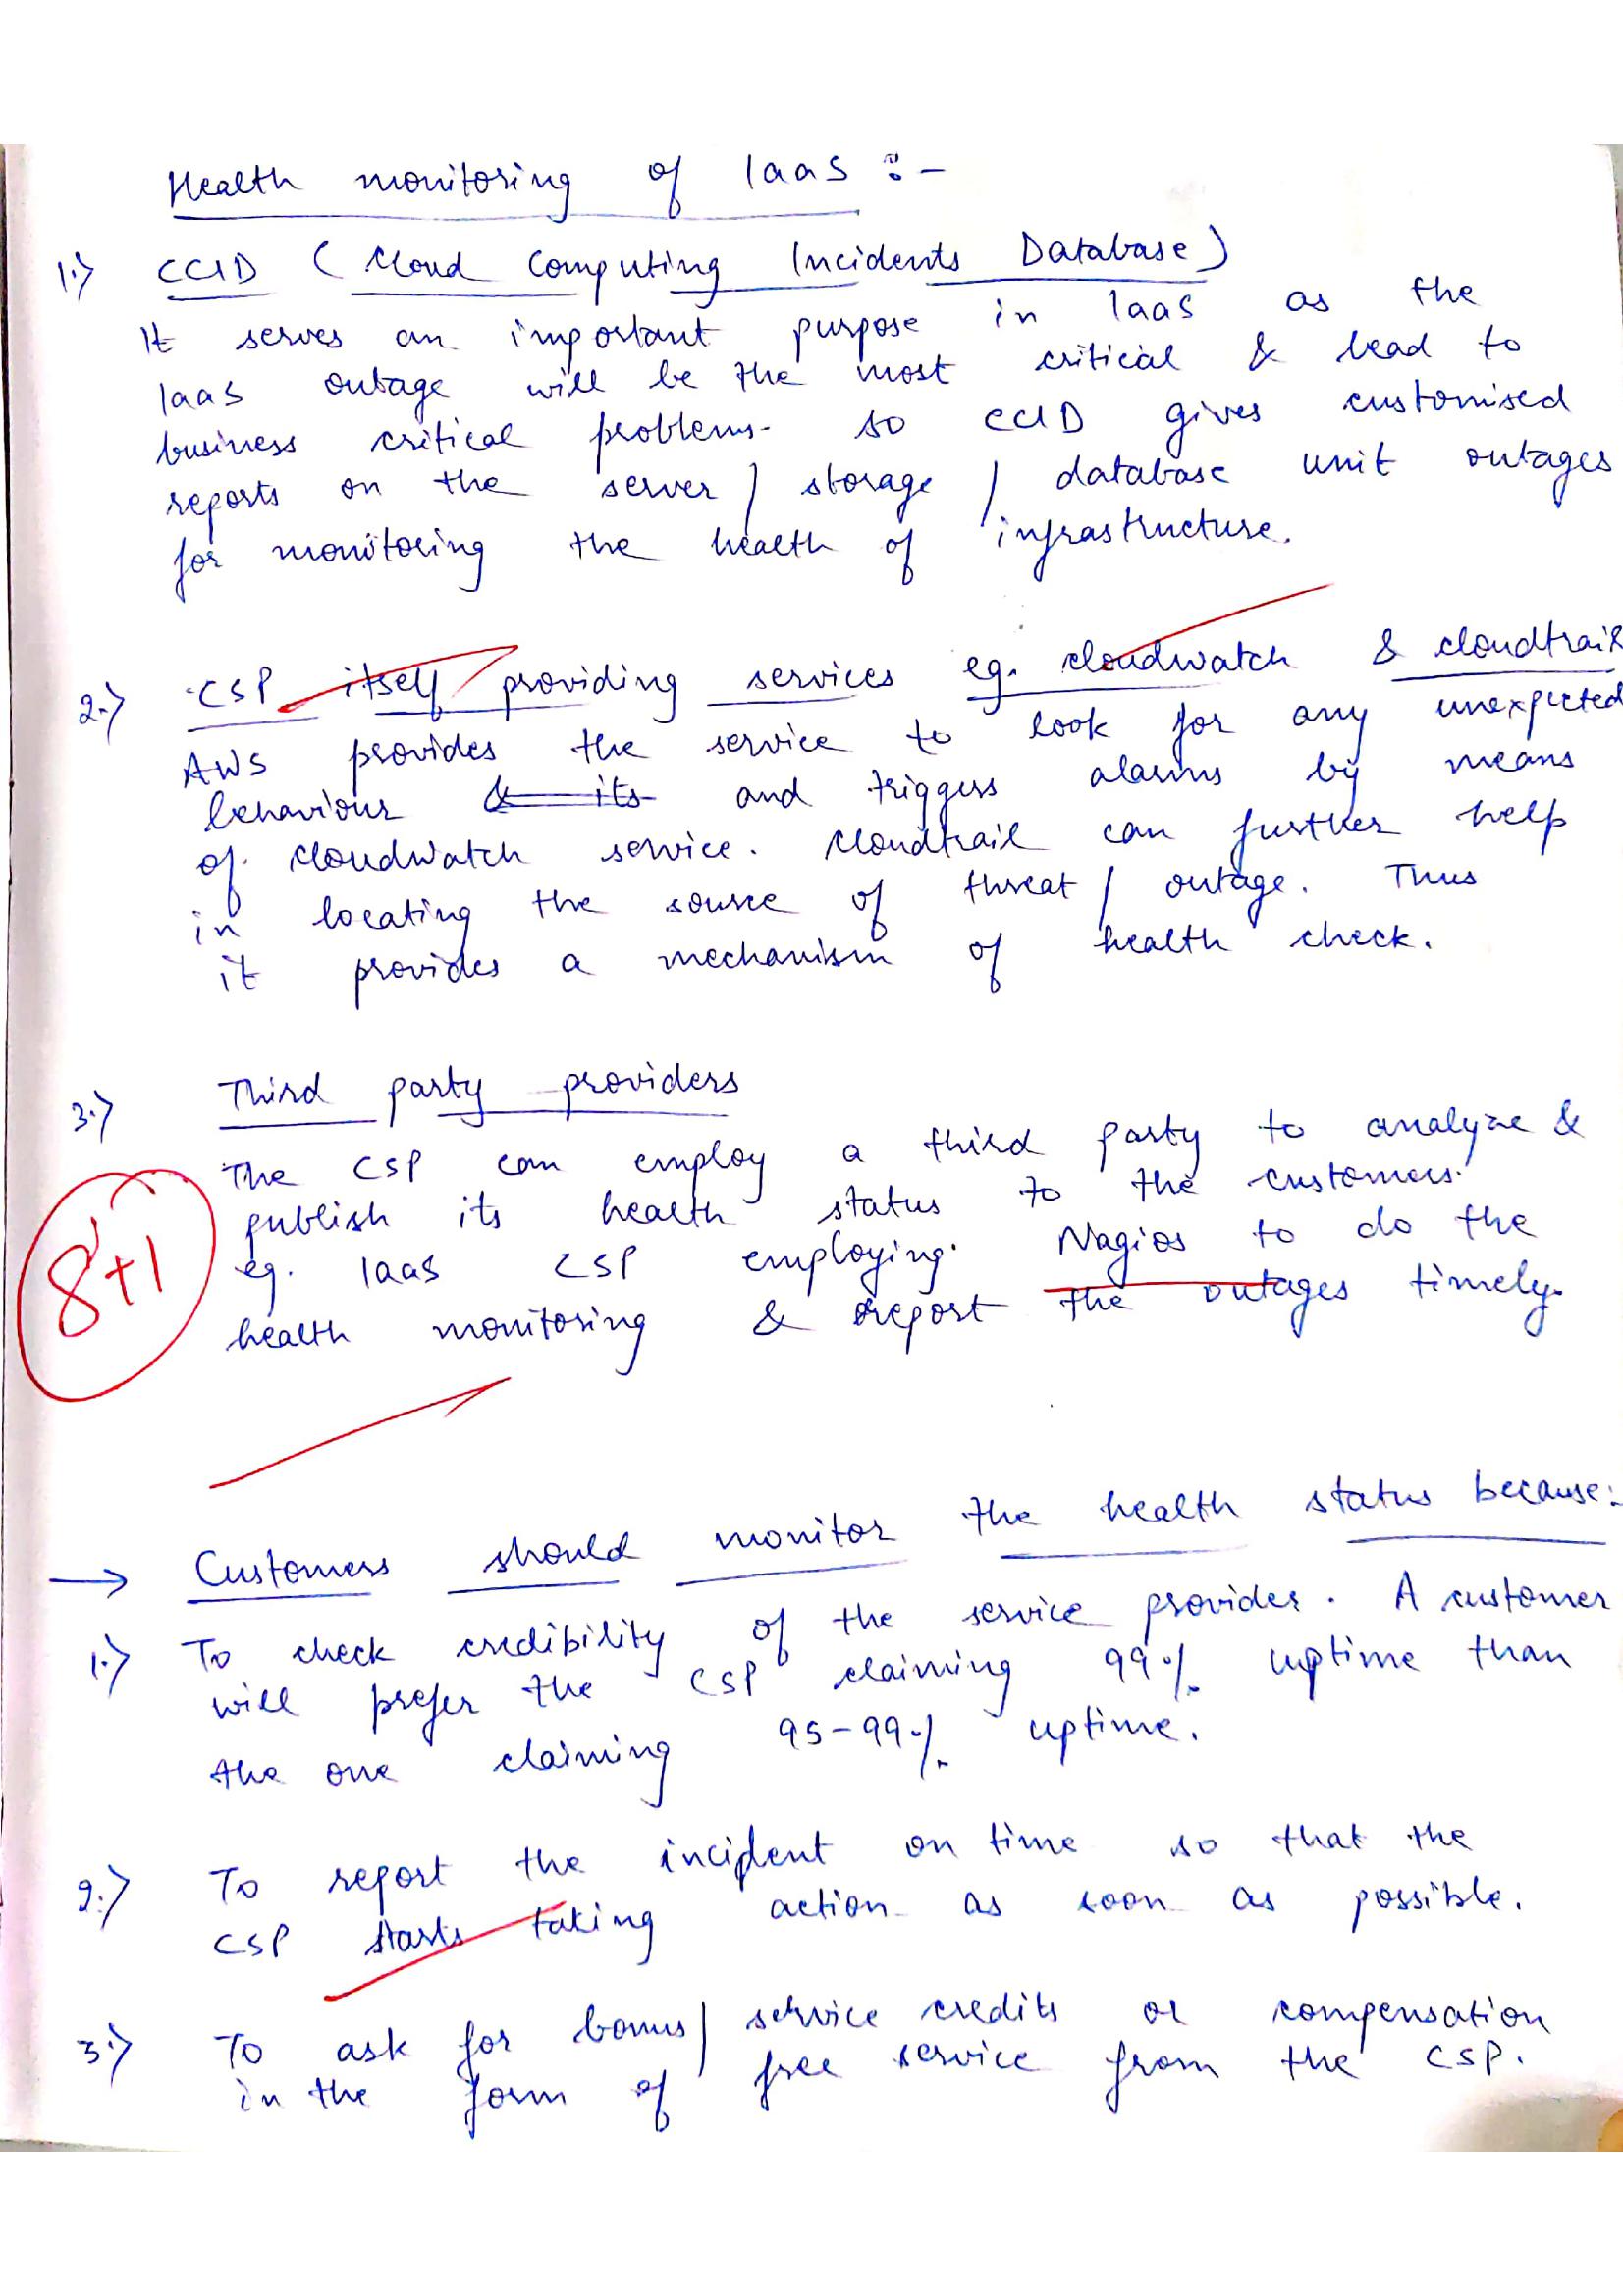 Health monitoring of IaaS :-
1.) CCID (Cloud Computing Incidents Database)
It serves an important purpose in IaaS as the
IaaS outage will be the most critical & lead to
business critical problems. so CCID gives customised
reports on the server / storage / database unit outages
for monitoring the health of infrastructure.
2.) CSP itself providing services eg. cloudwatch & cloudtrail
AWS provides the service to look for any unexpected
behaviour & its and triggers alarms by means
of cloudwatch service. Cloudtrail can further help
in locating the source of threat / outage. Thus
it provides a mechanism of health check.
3.) Third party providers
The CSP can employ a third party to analyze &
publish its health status to the customers.
eg. IaaS CSP employing Nagios to do the
health monitoring & report the outages timely.
8+1
→ Customers should monitor the health status because:
1.) To check credibility of the service provider. A customer
will prefer the CSP claiming 99% uptime than
the one claiming 95-99% uptime.
2.) To report the incident on time so that the
CSP starts taking action as soon as possible.
3.) To ask for bonus / service credits or compensation
in the form of free service from the CSP.